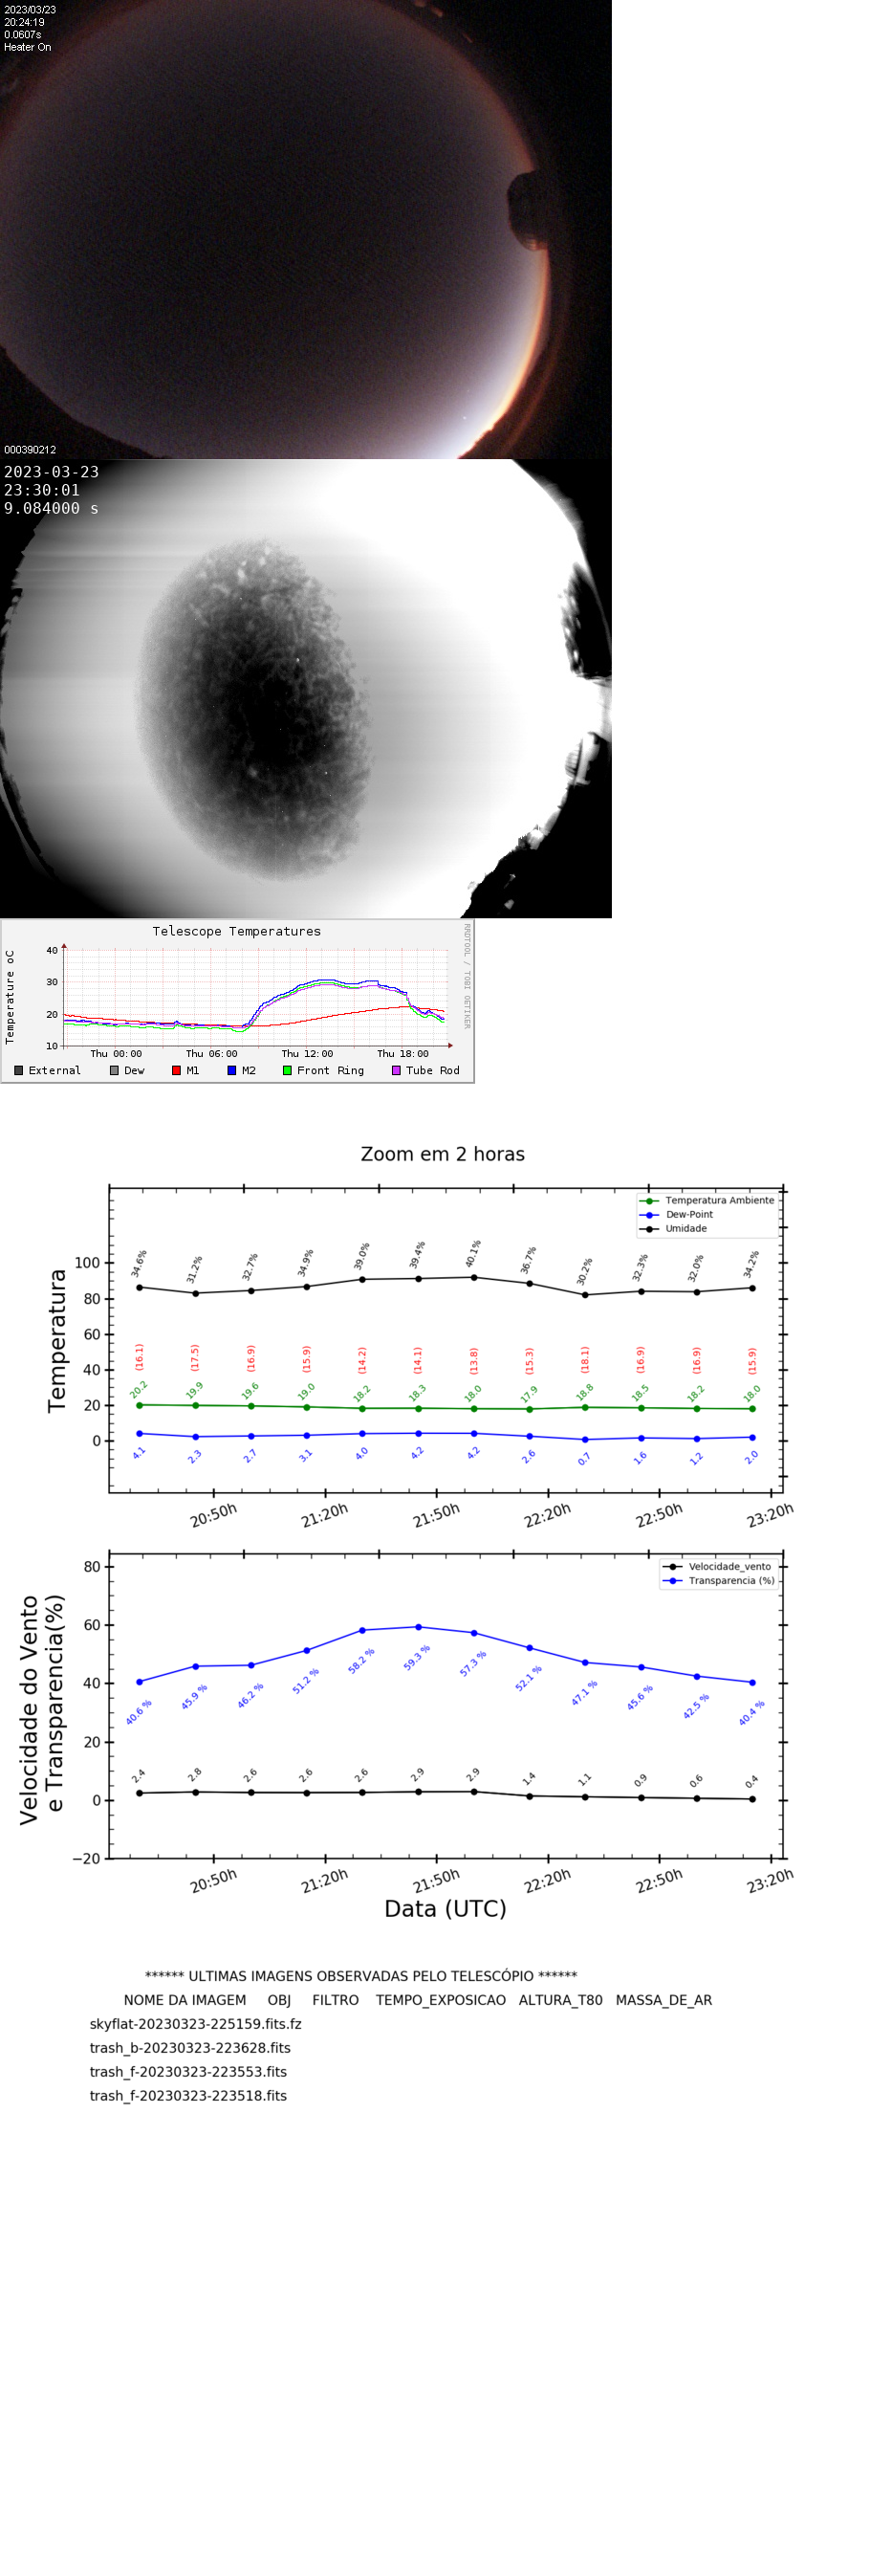 2023/03/23
20:24:19
0.0607s
Heater On
000390212
2023-03-23
23:30:01
9.084000 s
Telescope Temperatures
RRDTOOL / TOBI OETIKER
Temperature oC
40
30
20
10
Thu 00:00 Thu 06:00 Thu 12:00 Thu 18:00
External Dew M1 M2 Front Ring Tube Rod
Zoom em 2 horas
Temperatura Ambiente
Dew-Point
Umidade
Temperatura
100
80
60
40
20
0
34.6% 31.2% 32.7% 34.9% 39.0% 39.4% 40.1% 36.7% 30.2% 32.3% 32.0% 34.2%
(16.1) (17.5) (16.9) (15.9) (14.2) (14.1) (13.8) (15.3) (18.1) (16.9) (16.9) (15.9)
20.2 19.9 19.6 19.0 18.2 18.3 18.0 17.9 18.8 18.5 18.2 18.0
4.1 2.3 2.7 3.1 4.0 4.2 4.2 2.6 0.7 1.6 1.2 2.0
20:50h 21:20h 21:50h 22:20h 22:50h 23:20h
Velocidade_vento
Transparencia (%)
Velocidade do Vento
e Transparencia(%)
80
60
40
20
0
−20
40.6 % 45.9 % 46.2 % 51.2 % 58.2 % 59.3 % 57.3 % 52.1 % 47.1 % 45.6 % 42.5 % 40.4 %
2.4 2.8 2.6 2.6 2.6 2.9 2.9 1.4 1.1 0.9 0.6 0.4
20:50h 21:20h 21:50h 22:20h 22:50h 23:20h
Data (UTC)
****** ULTIMAS IMAGENS OBSERVADAS PELO TELESCÓPIO ******
NOME DA IMAGEM OBJ FILTRO TEMPO_EXPOSICAO ALTURA_T80 MASSA_DE_AR
skyflat-20230323-225159.fits.fz
trash_b-20230323-223628.fits
trash_f-20230323-223553.fits
trash_f-20230323-223518.fits